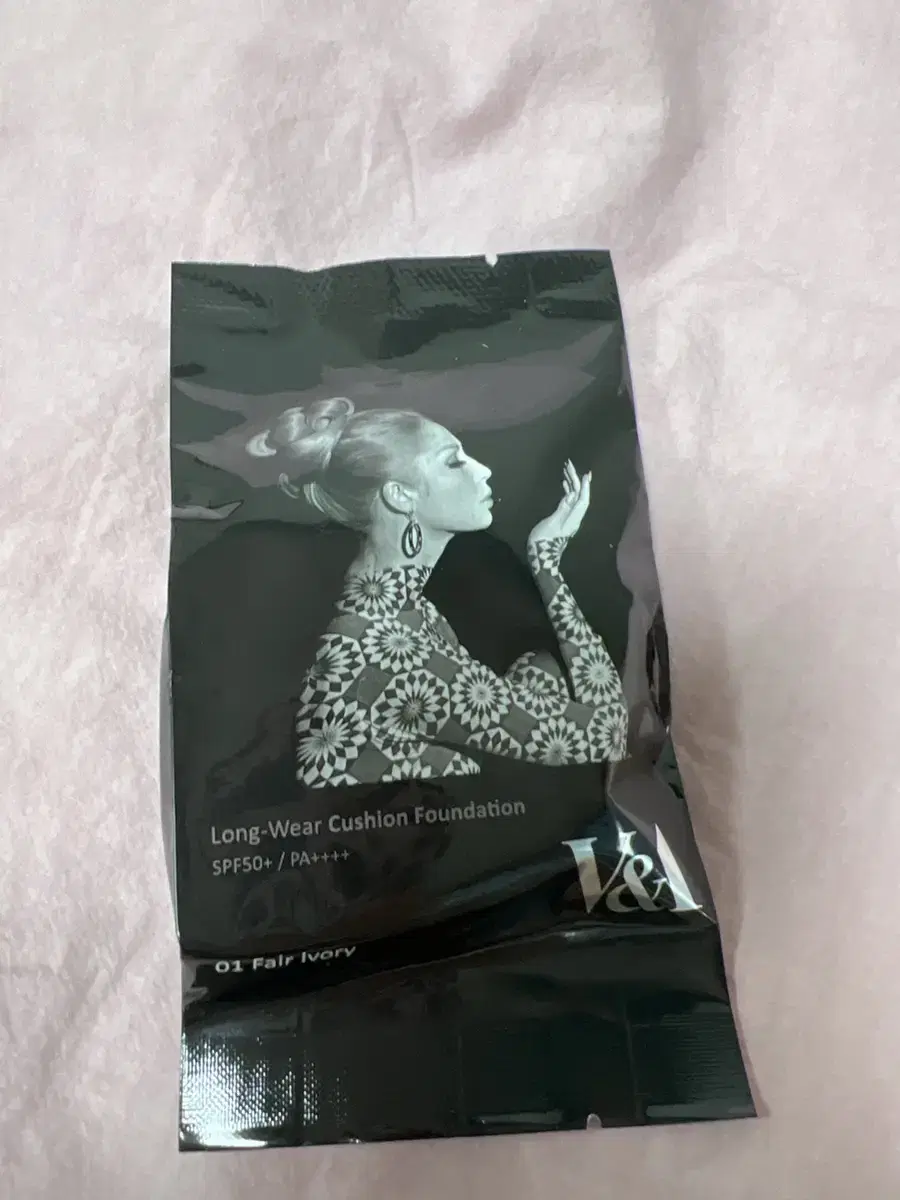 Long-Wear Cushion Foundation
SPF50+ / PA++++
V&A
01 Fair Ivory